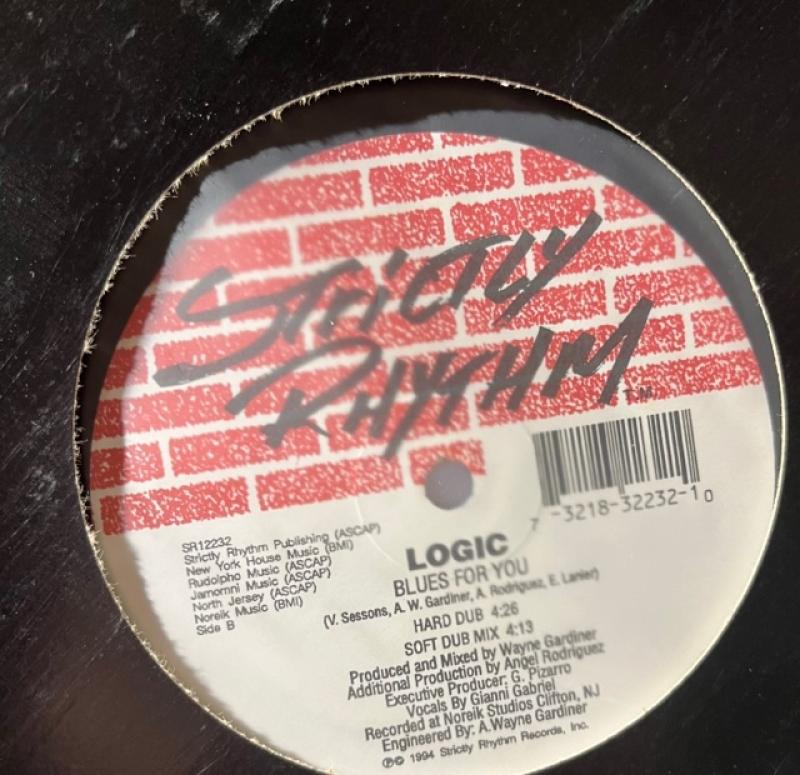 STRICTLY
RHYTHM
T.M.
7 -3218-32232-1 0
SR12232
Strictly Rhythm Publishing (ASCAP)
New York House Music (BMI)
Rudolpho Music (ASCAP)
Jamomni Music (ASCAP)
North Jersey (ASCAP)
Noreik Music (BMI)
Side B
LOGIC
BLUES FOR YOU
(V. Sessons, A. W. Gardiner, A. Rodriguez, E. Lanier)
HARD DUB 4:26
SOFT DUB MIX 4:13
Produced and Mixed by Wayne Gardiner
Additional Production by Angel Rodriguez
Executive Producer: G. Pizarro
Vocals By Gianni Gabriel
Recorded at Noreik Studios Clifton, NJ
Engineered By: A.Wayne Gardiner
℗© 1994 Strictly Rhythm Records, Inc.